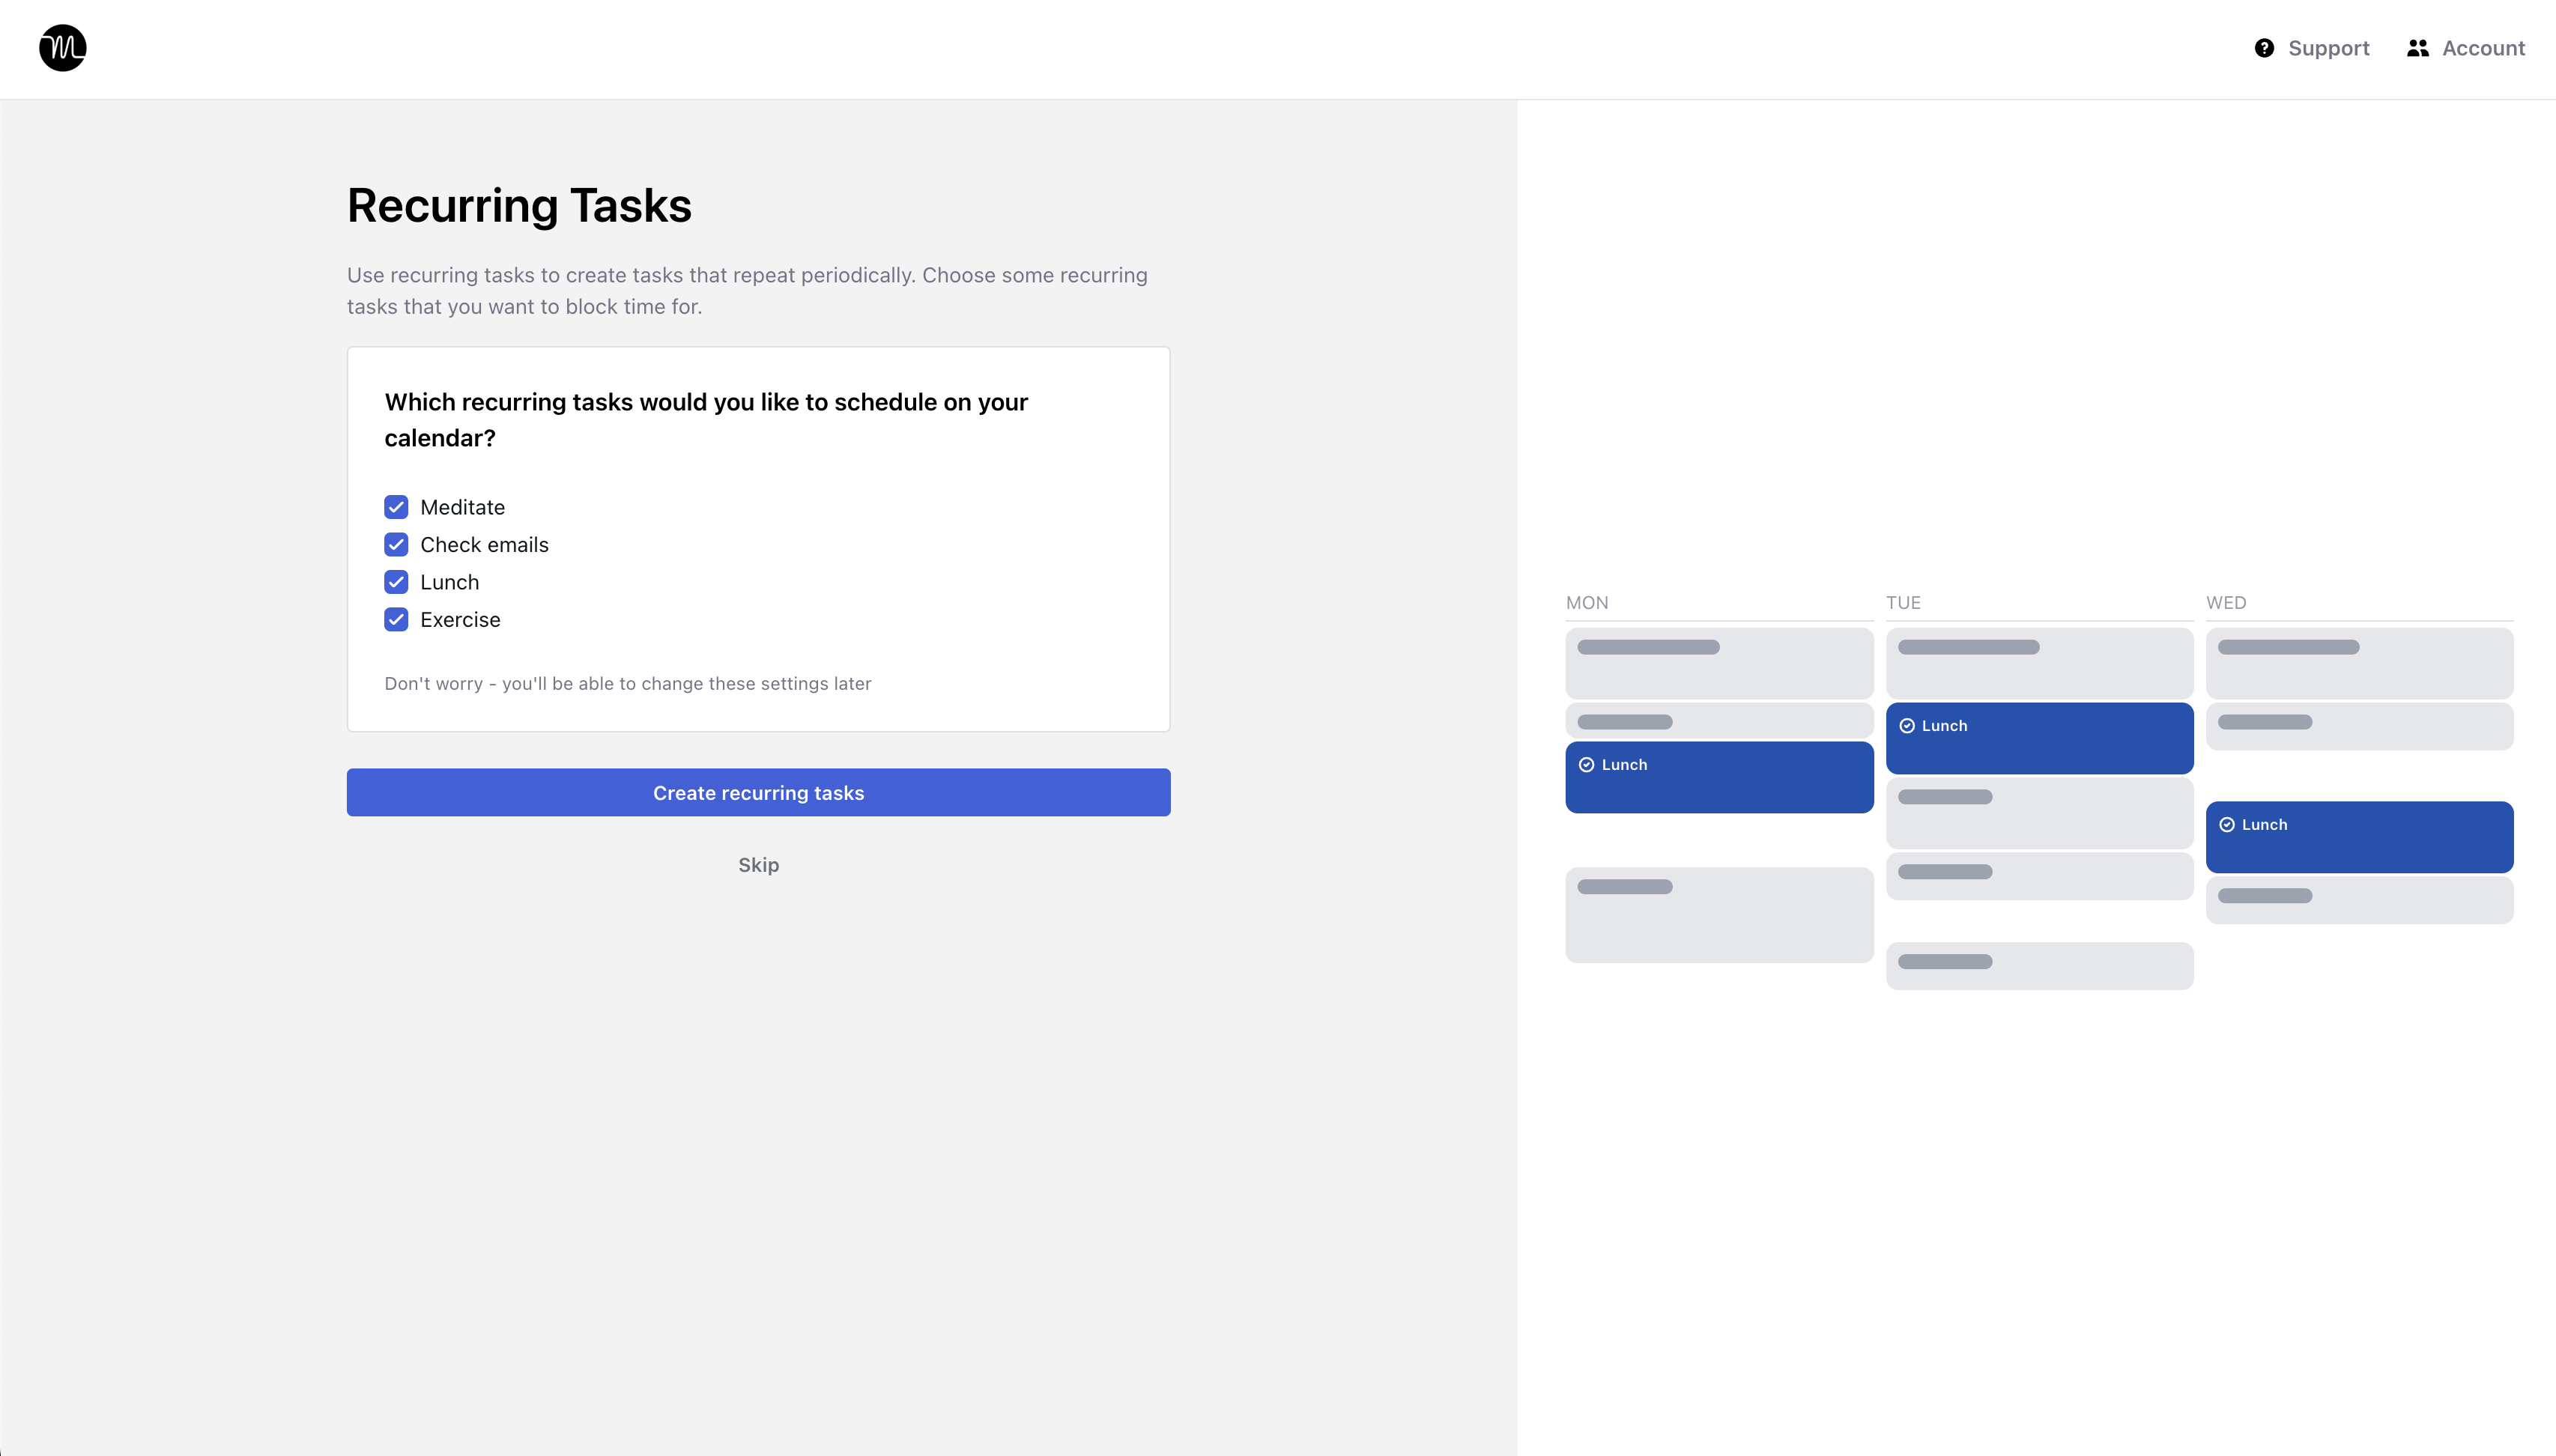 Support
Account
Recurring Tasks
Use recurring tasks to create tasks that repeat periodically. Choose some recurring
tasks that you want to block time for.
Which recurring tasks would you like to schedule on your
calendar?
Meditate
Check emails
Lunch
Exercise
Don't worry - you'll be able to change these settings later
Create recurring tasks
Skip
MON
TUE
WED
Lunch
Lunch
Lunch